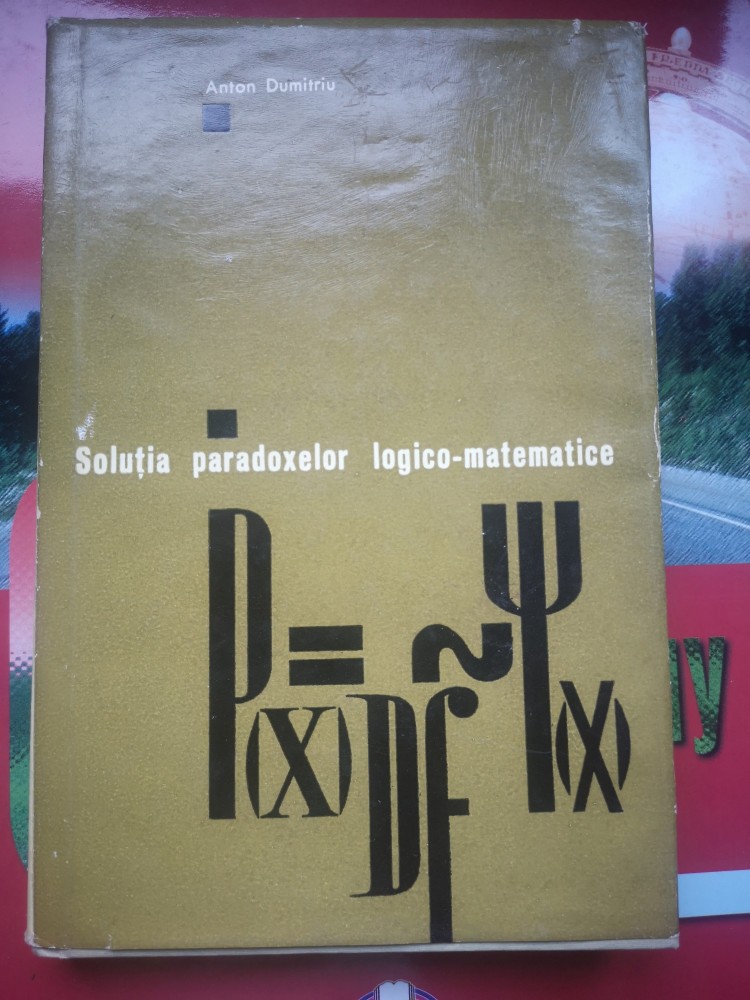 Anton Dumitriu
Soluția paradoxelor logico-matematice
P(x) =Df ~Ψ(x)